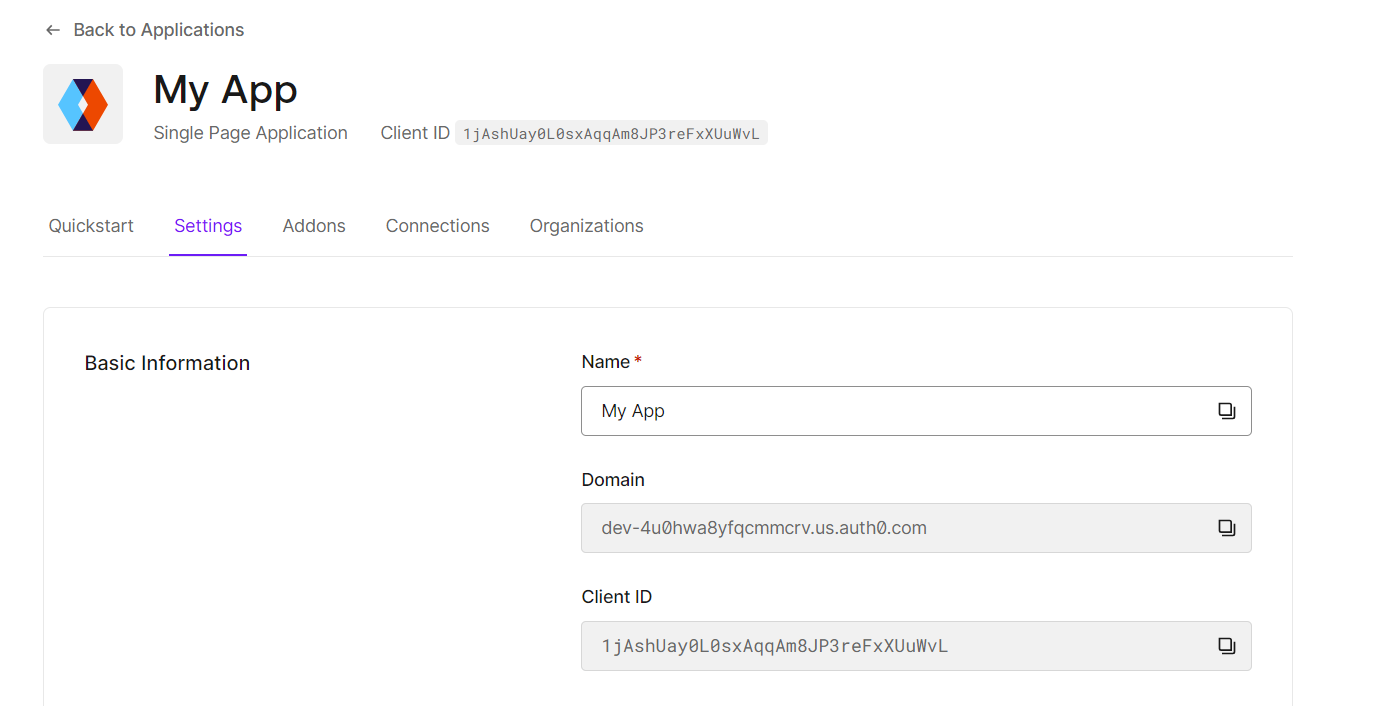 Back to Applications
My App
Single Page Application Client ID 1jAshUay0L0sxAqqAm8JP3reFxXUuWvL
Quickstart Settings Addons Connections Organizations
Basic Information
Name *
My App
Domain
dev-4u0hwa8yfqcmmcrv.us.auth0.com
Client ID
1jAshUay0L0sxAqqAm8JP3reFxXUuWvL